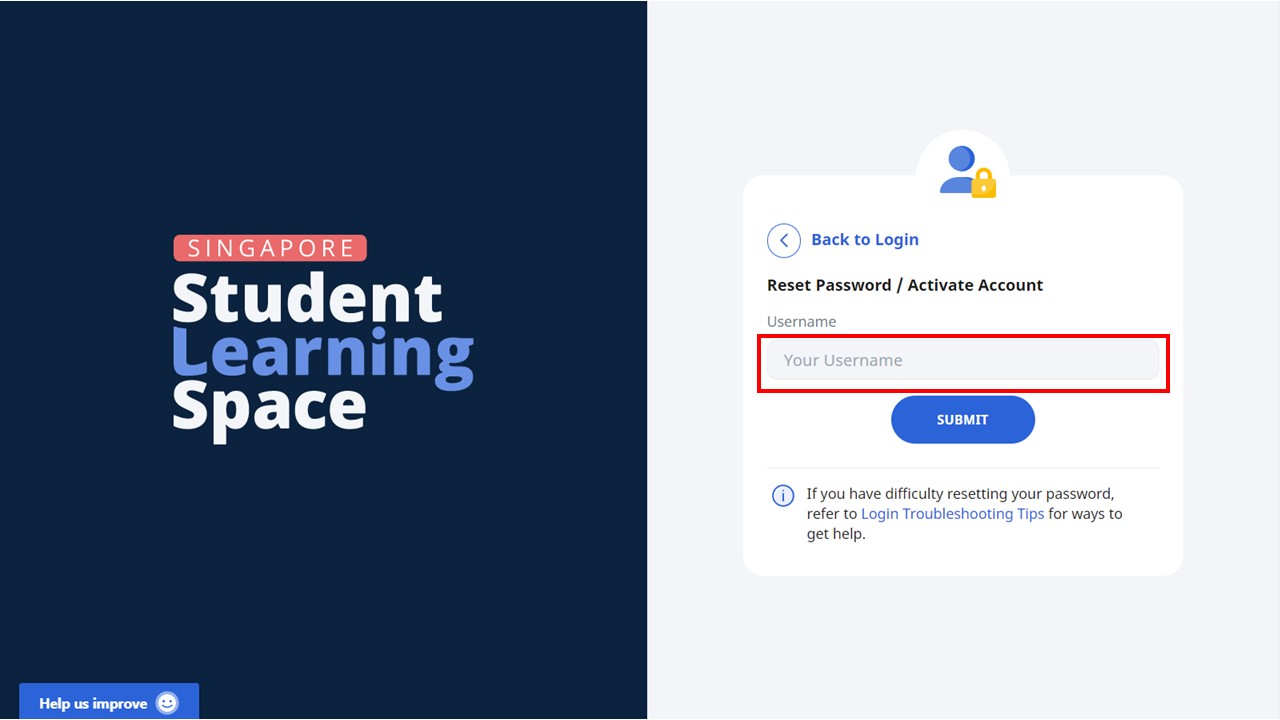 SINGAPORE
Student
Learning
Space
Back to Login
Reset Password / Activate Account
Username
Your Username
SUBMIT
If you have difficulty resetting your password,
refer to Login Troubleshooting Tips for ways to
get help.
Help us improve